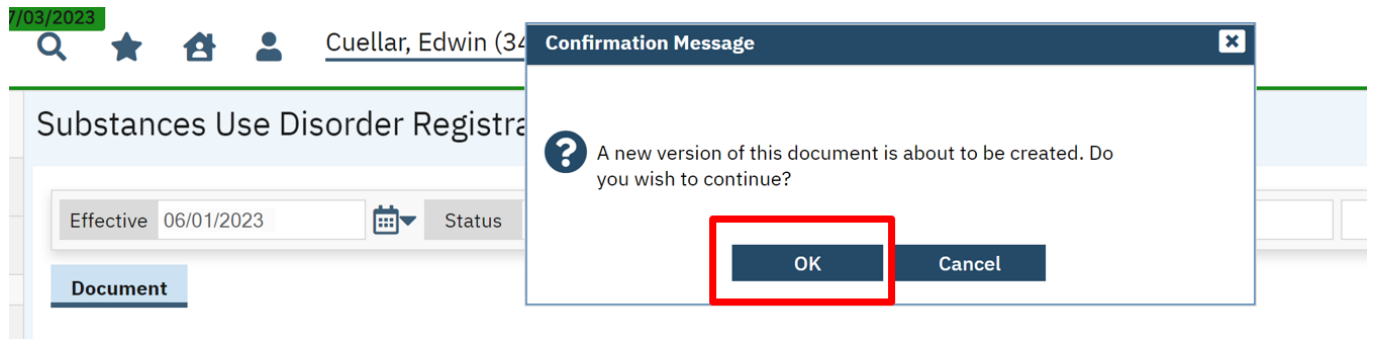 7/03/2023
Cuellar, Edwin (34
Confirmation Message
Substances Use Disorder Registra
A new version of this document is about to be created. Do
you wish to continue?
Effective 06/01/2023 Status
OK Cancel
Document